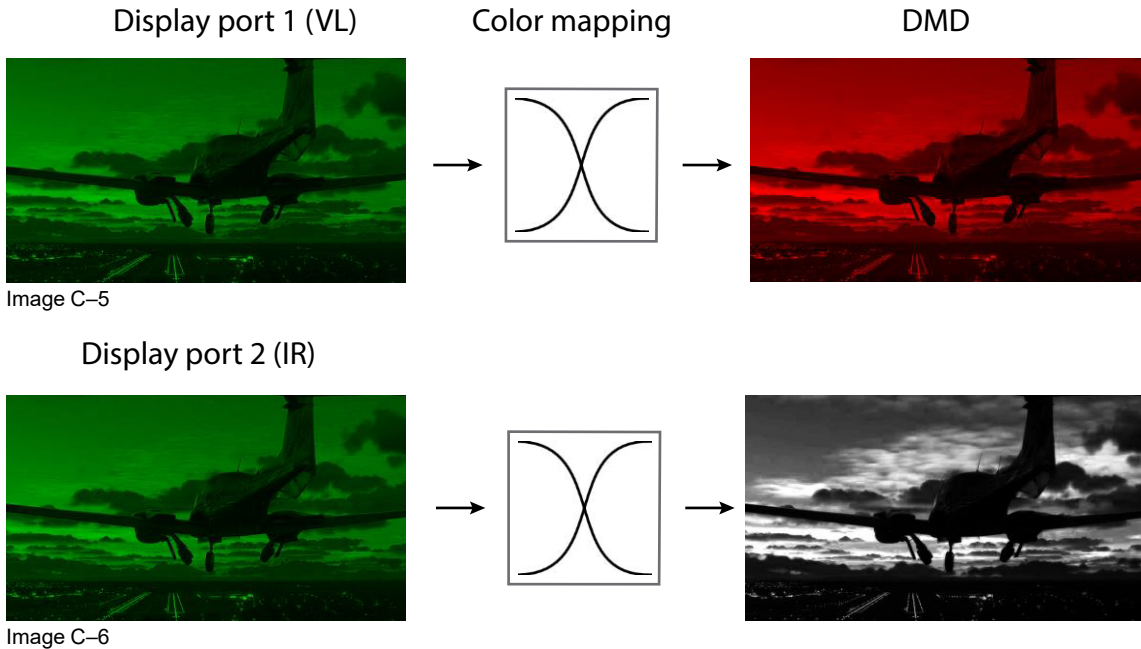 Display port 1 (VL)
Color mapping
DMD
Image C–5
Display port 2 (IR)
Image C–6